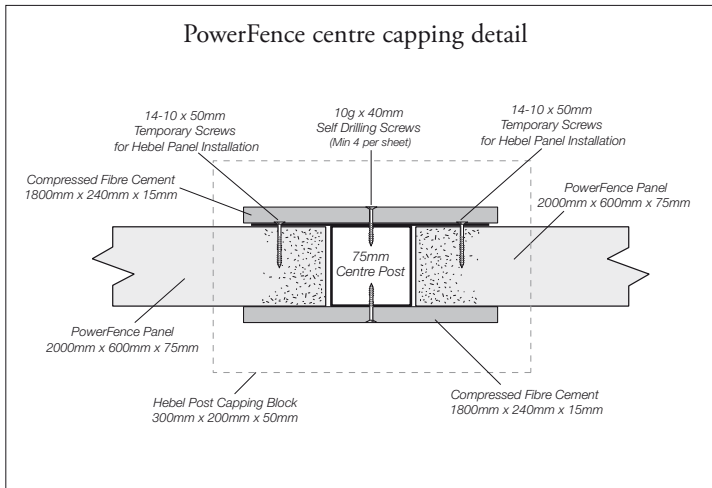 PowerFence centre capping detail
14-10 x 50mm
Temporary Screws
for Hebel Panel Installation
10g x 40mm
Self Drilling Screws
(Min 4 per sheet)
14-10 x 50mm
Temporary Screws
for Hebel Panel Installation
Compressed Fibre Cement
1800mm x 240mm x 15mm
PowerFence Panel
2000mm x 600mm x 75mm
75mm
Centre Post
PowerFence Panel
2000mm x 600mm x 75mm
Hebel Post Capping Block
300mm x 200mm x 50mm
Compressed Fibre Cement
1800mm x 240mm x 15mm